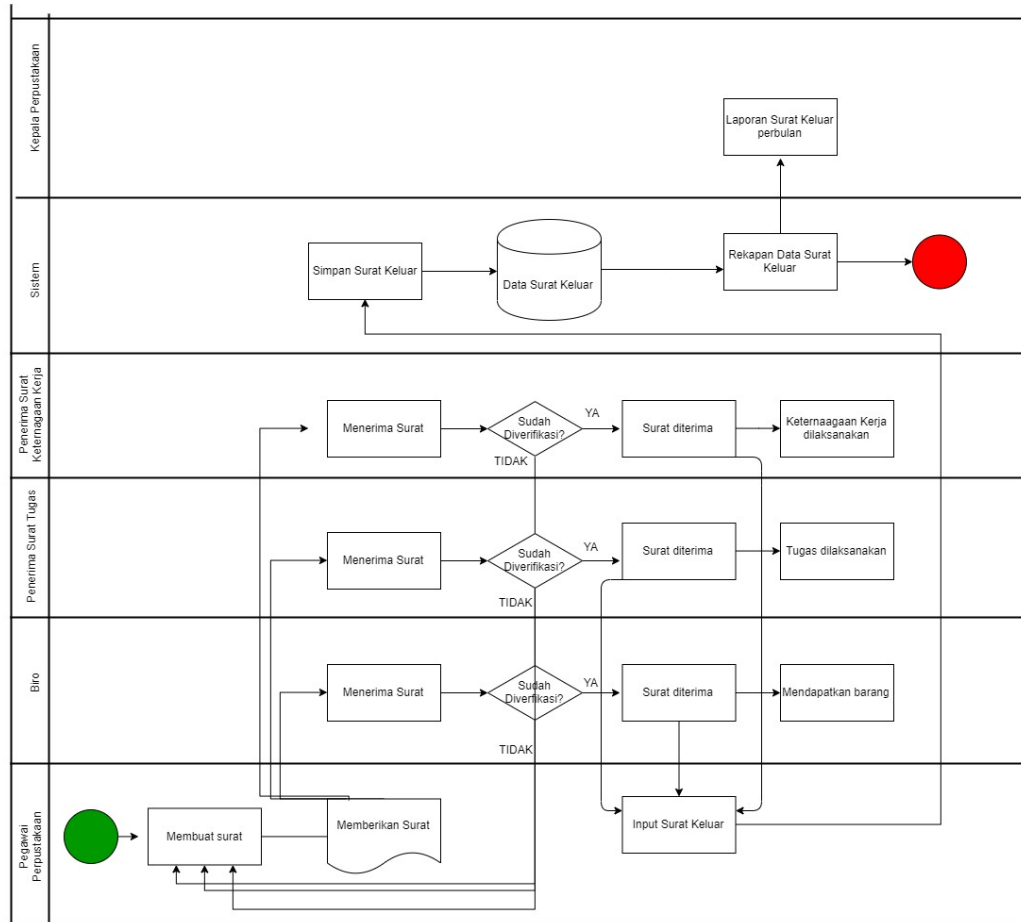 Kepala Perpustakaan
Laporan Surat Keluar
perbulan
Sistem
Simpan Surat Keluar
Data Surat Keluar
Rekapan Data Surat
Keluar
Penerima Surat
Keternagaan Kerja
Menerima Surat
Sudah
Diverifikasi?
YA
TIDAK
Surat diterima
Keternaagaan Kerja
dilaksanakan
Penerima Surat Tugas
Menerima Surat
Sudah
Diverifikasi?
YA
TIDAK
Surat diterima
Tugas dilaksanakan
Biro
Menerima Surat
Sudah
Diverfikasi?
YA
TIDAK
Surat diterima
Mendapatkan barang
Pegawai
Perpustakaan
Membuat surat
Memberikan Surat
Input Surat Keluar